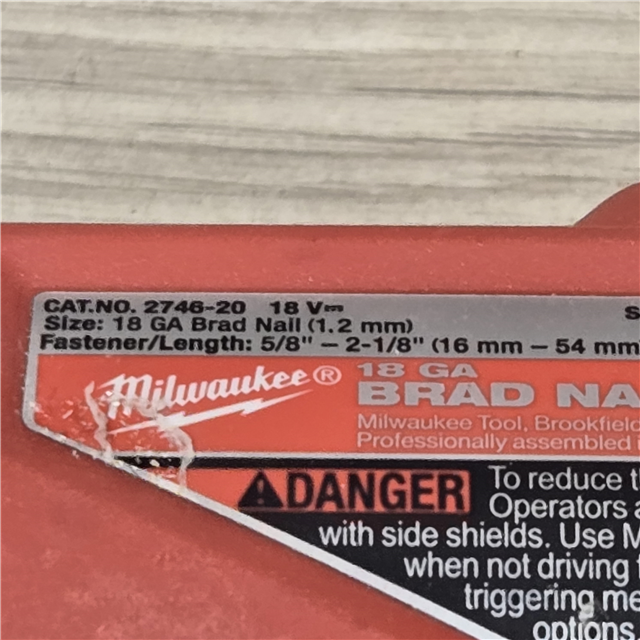 CAT.NO. 2746-20 18 V⎓ S
Size: 18 GA Brad Nail (1.2 mm)
Fastener/Length: 5/8" – 2-1/8" (16 mm – 54 mm
Milwaukee®
18 GA
BRAD NA
Milwaukee Tool, Brookfield
Professionally assembled
⚠DANGER
To reduce t
Operators a
with side shields. Use M
when not driving f
triggering me
options